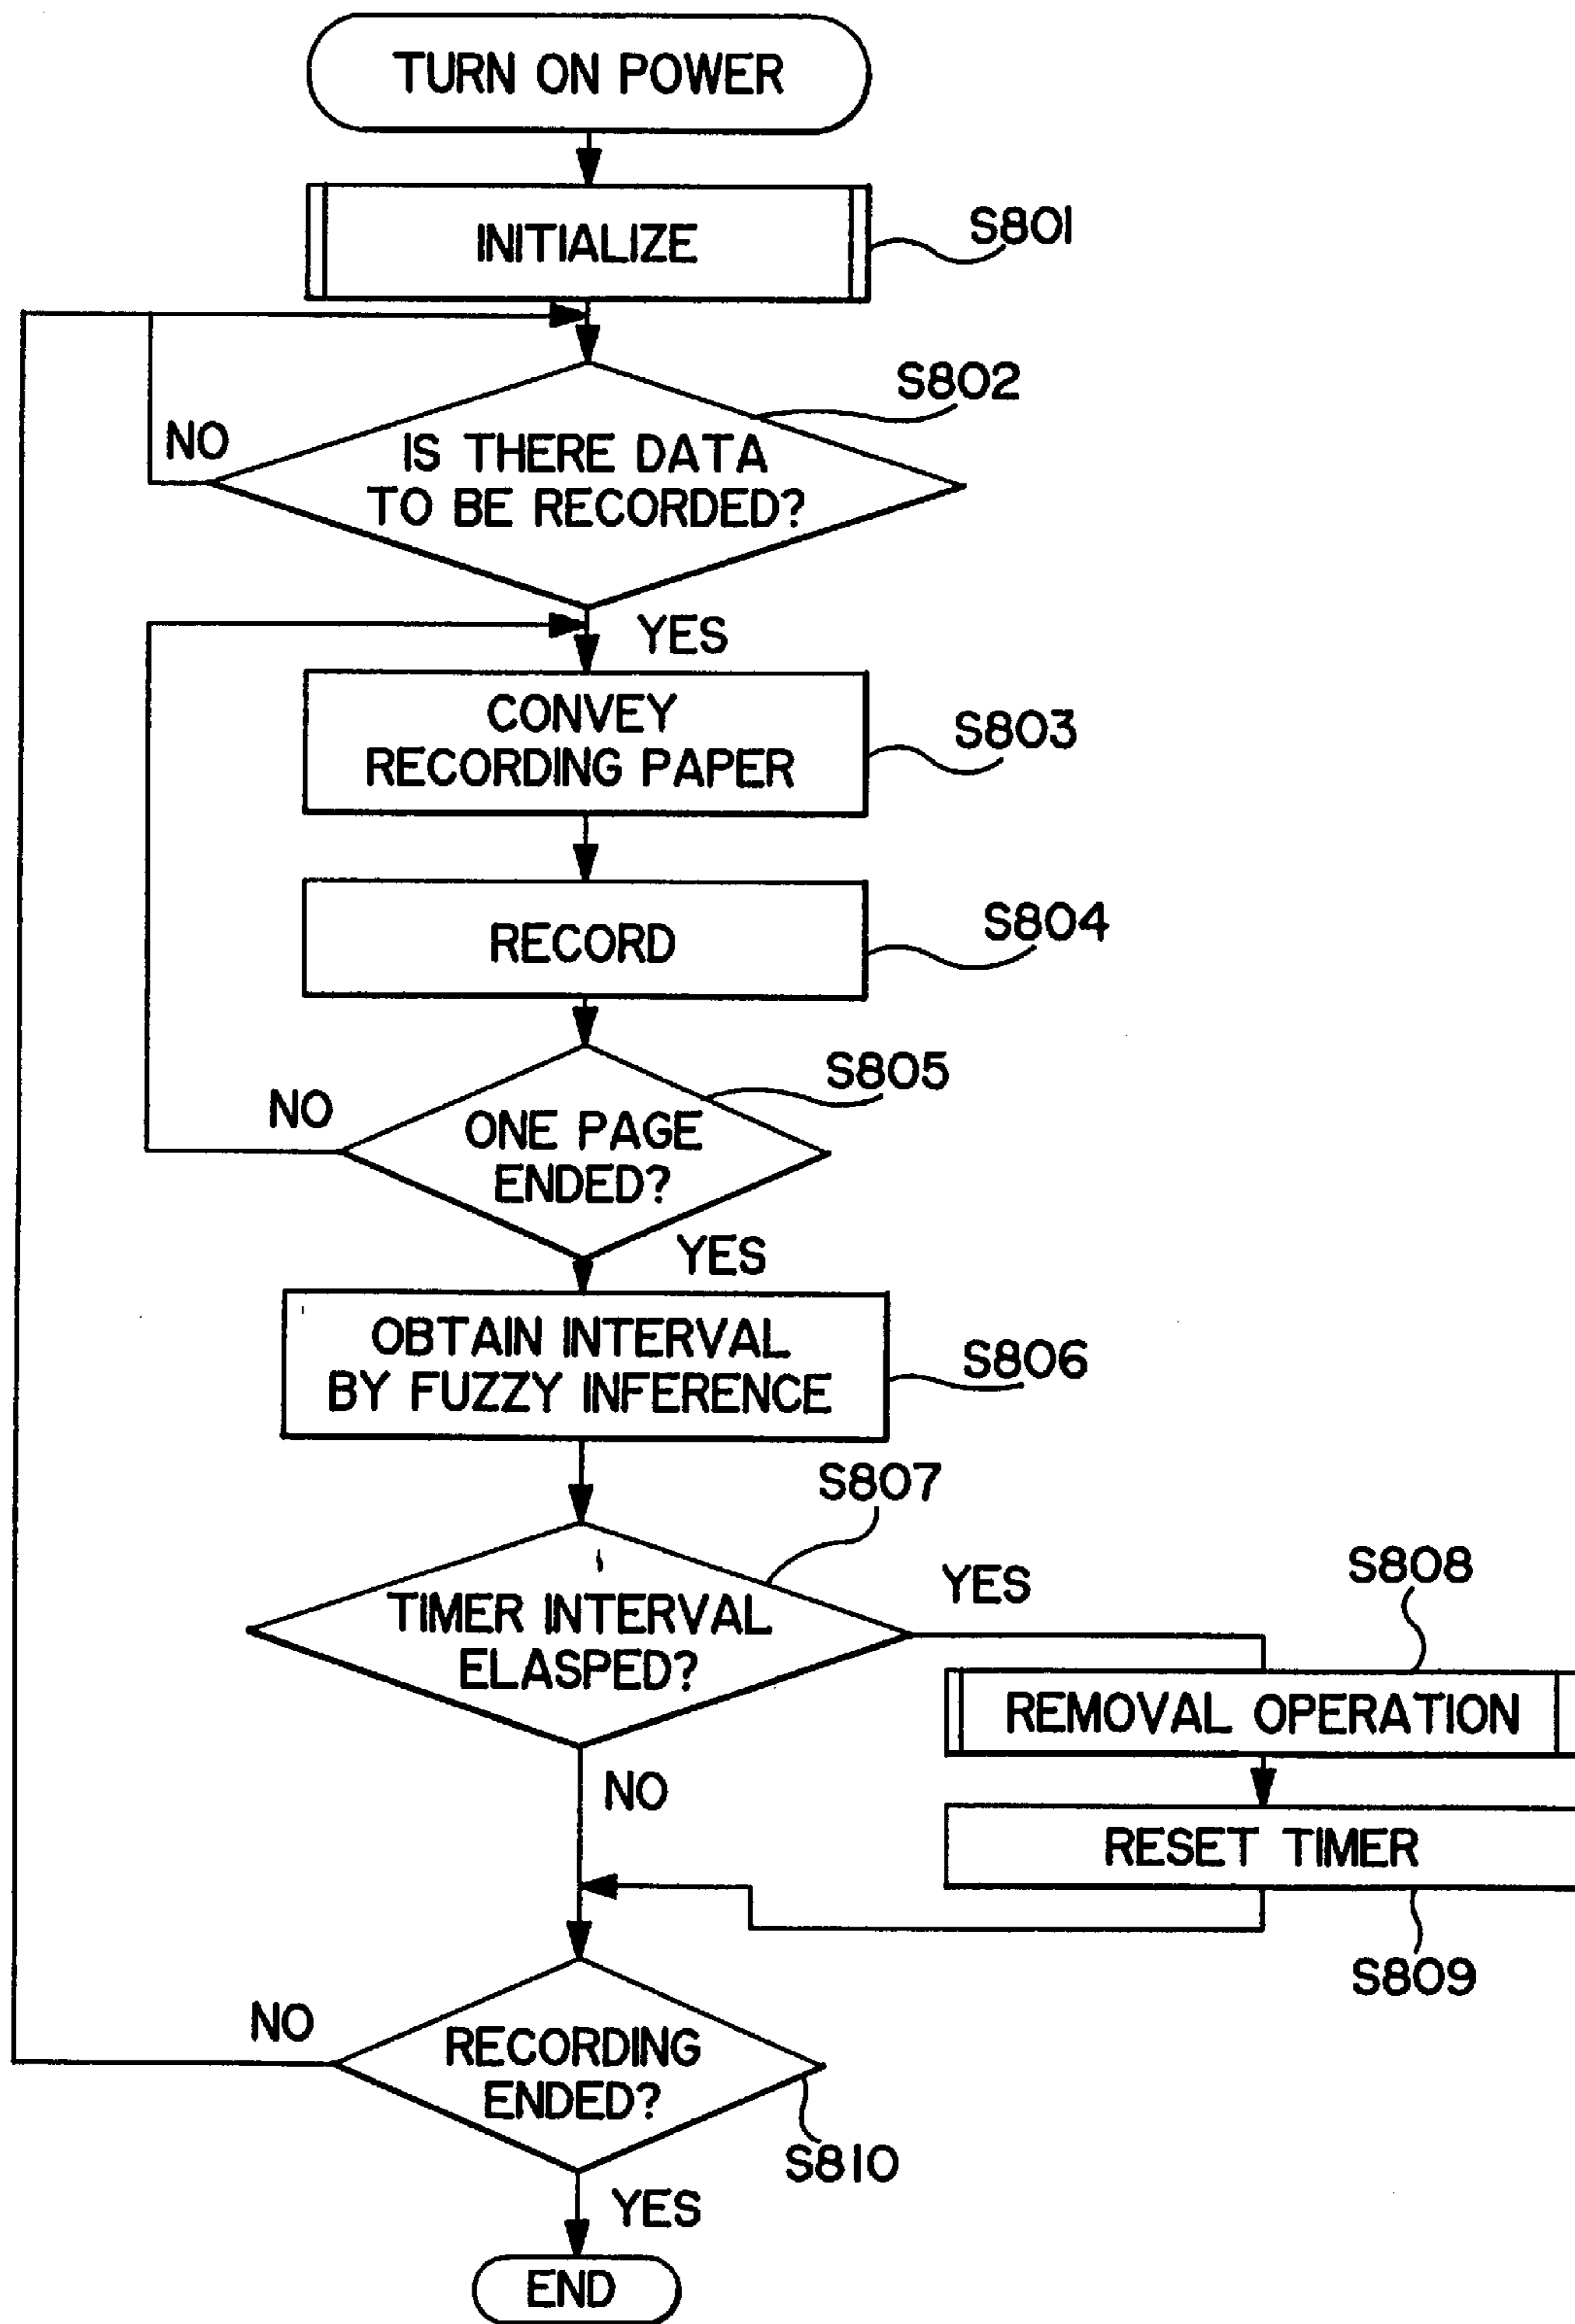 TURN ON POWER
INITIALIZE
S801
S802
NO
IS THERE DATA
TO BE RECORDED?
YES
CONVEY
RECORDING PAPER
S803
RECORD
S804
S805
NO
ONE PAGE
ENDED?
YES
OBTAIN INTERVAL
BY FUZZY INFERENCE
S806
S807
TIMER INTERVAL
ELASPED?
YES
S808
REMOVAL OPERATION
NO
RESET TIMER
S809
NO
RECORDING
ENDED?
S810
YES
END